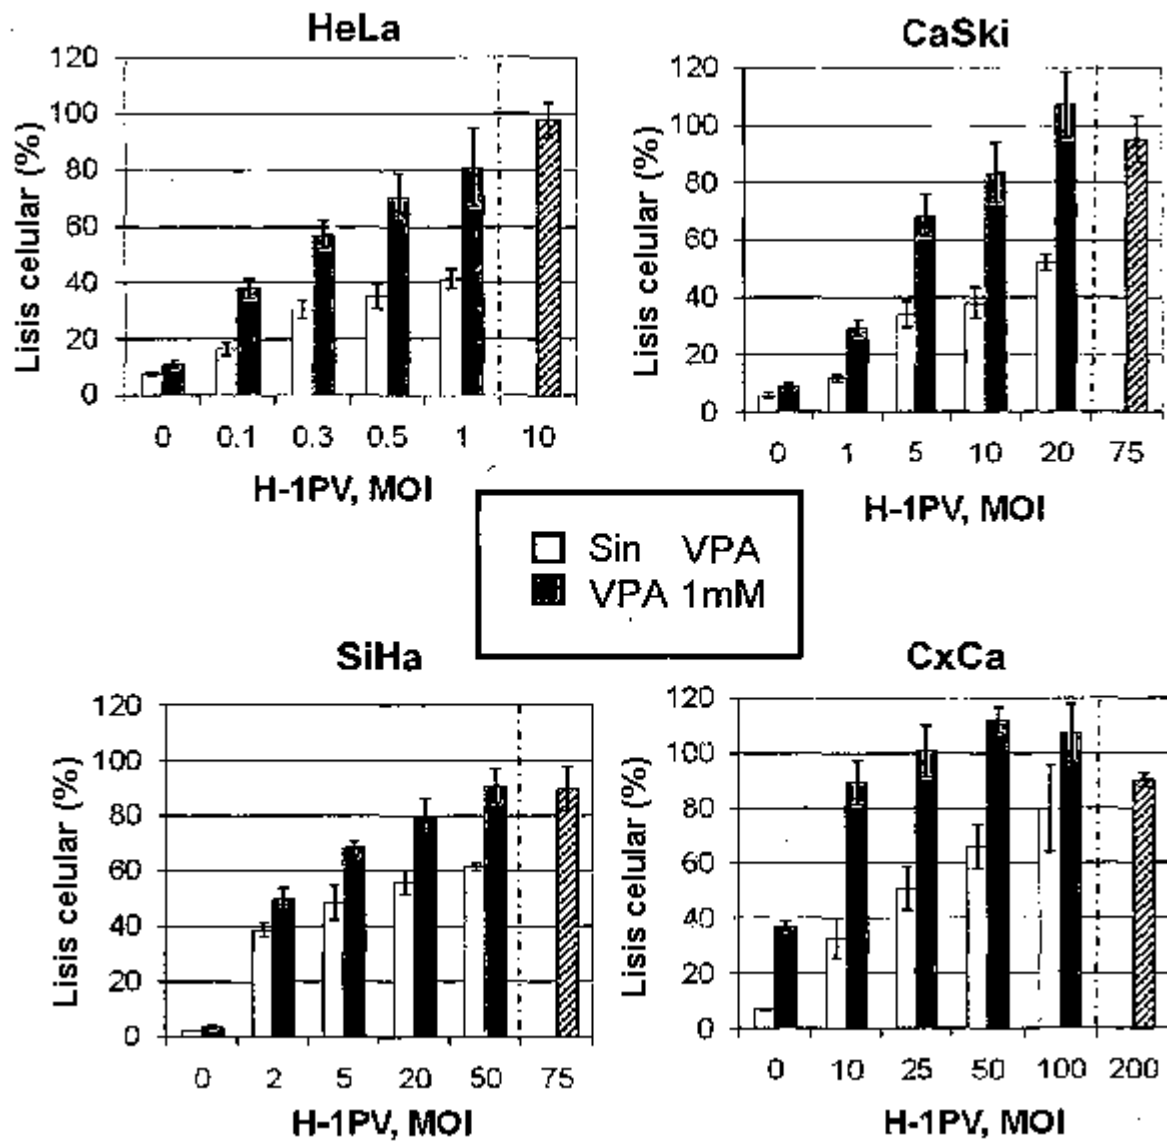 HeLa
120
100
80
60
40
20
0
Lisis celular (%)
0 0.1 0.3 0.5 1 10
H-1PV, MOI
CaSki
120
100
80
60
40
20
0
Lisis celular (%)
0 1 5 10 20 75
H-1PV, MOI
Sin VPA
VPA 1mM
SiHa
120
100
80
60
40
20
0
Lisis celular (%)
0 2 5 20 50 75
H-1PV, MOI
CxCa
120
100
80
60
40
20
0
Lisis celular (%)
0 10 25 50 100 200
H-1PV, MOI